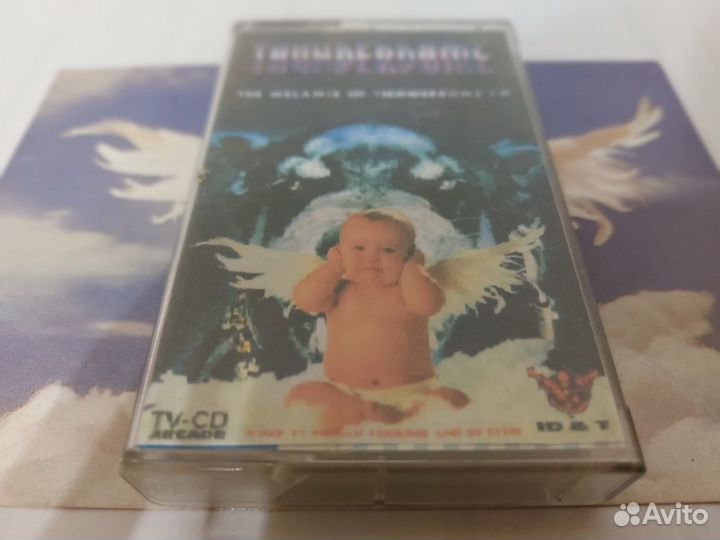 THUNDERDOME
THE MEGAMIX OF THUNDERDOME
TV-CD
ARCADE
ID & T
Avito